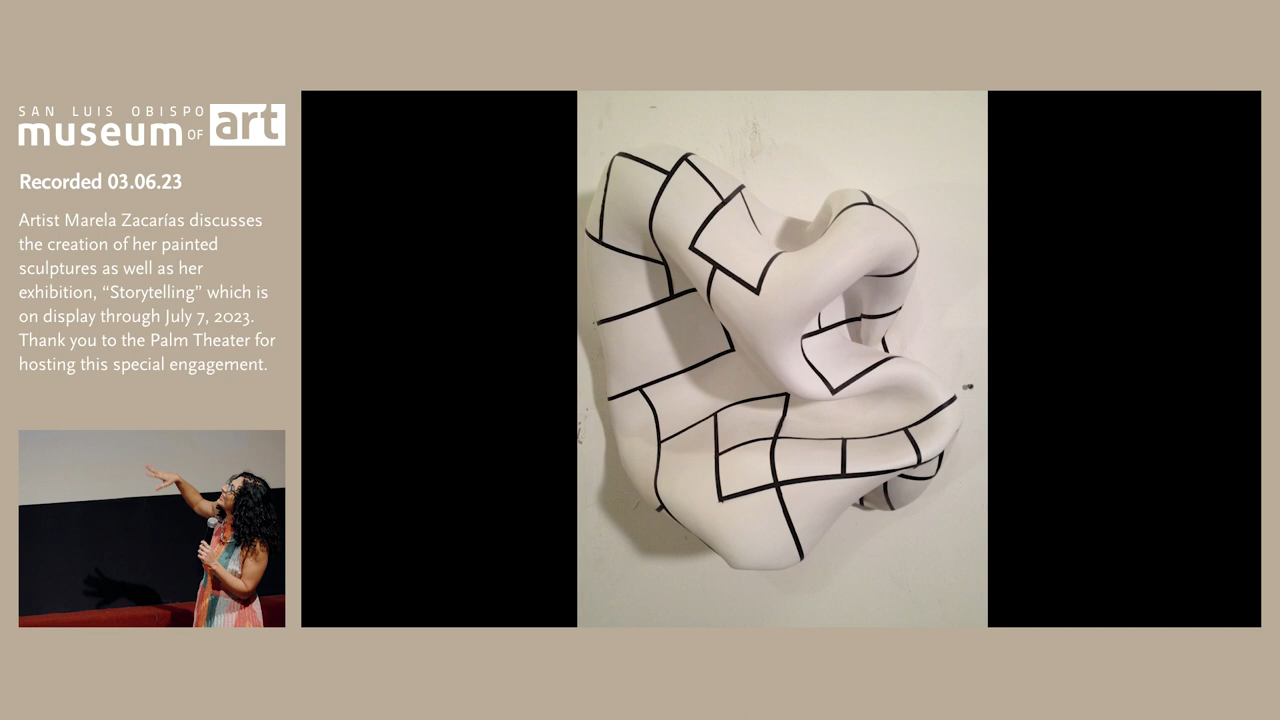 SAN LUIS OBISPO
museum OF art
Recorded 03.06.23
Artist Marela Zacarías discusses
the creation of her painted
sculptures as well as her
exhibition, “Storytelling” which is
on display through July 7, 2023.
Thank you to the Palm Theater for
hosting this special engagement.